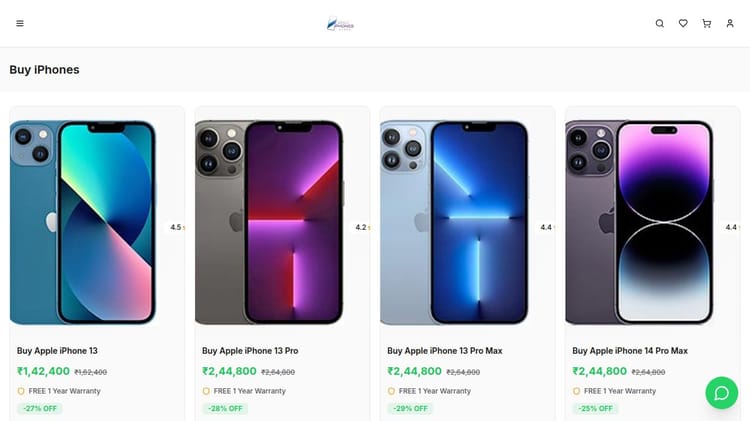 IPHONES
Buy iPhones
4.5
4.2
4.4
4.4
Buy Apple iPhone 13
₹1,42,400 ₹1,62,400
FREE 1 Year Warranty
-27% OFF
Buy Apple iPhone 13 Pro
₹2,44,800 ₹2,64,800
FREE 1 Year Warranty
-28% OFF
Buy Apple iPhone 13 Pro Max
₹2,44,800 ₹2,64,800
FREE 1 Year Warranty
-29% OFF
Buy Apple iPhone 14 Pro Max
₹2,44,800 ₹2,64,800
FREE 1 Year Warranty
-25% OFF